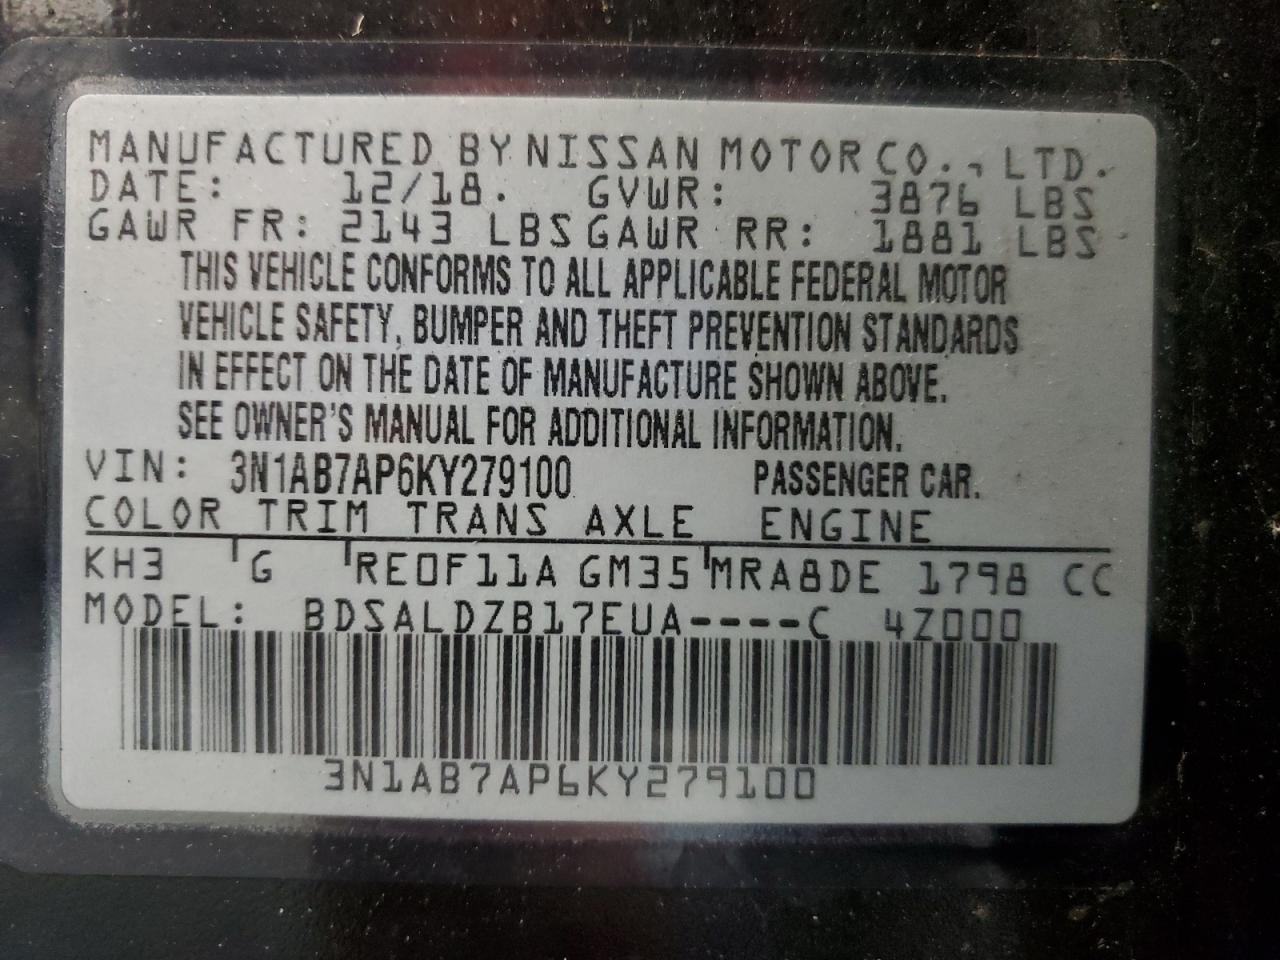 MANUFACTURED BY NISSAN MOTOR CO., LTD.
DATE: 12/18. GVWR: 3876 LBS
GAWR FR: 2143 LBS GAWR RR: 1881 LBS
THIS VEHICLE CONFORMS TO ALL APPLICABLE FEDERAL MOTOR
VEHICLE SAFETY, BUMPER AND THEFT PREVENTION STANDARDS
IN EFFECT ON THE DATE OF MANUFACTURE SHOWN ABOVE.
SEE OWNER'S MANUAL FOR ADDITIONAL INFORMATION.
VIN: 3N1AB7AP6KY279100 PASSENGER CAR.
COLOR TRIM TRANS AXLE ENGINE
KH3 G RE0F11A GM35 MRA8DE 1798 CC
MODEL: BDSALDZB17EUA----C 4Z000
3N1AB7AP6KY279100